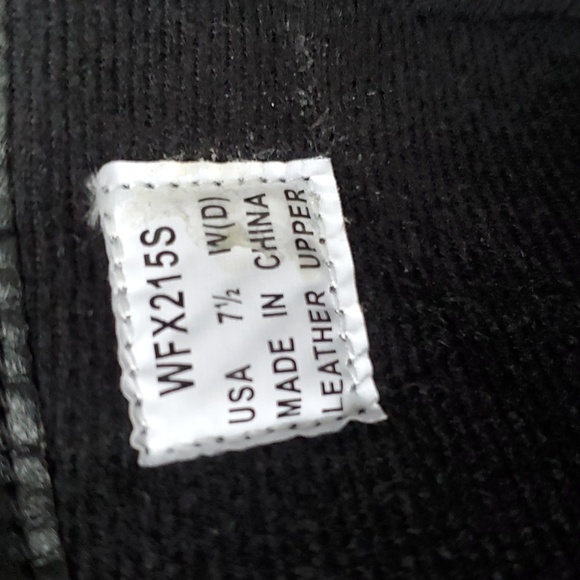 WFX215S
USA 7½ W(D)
MADE IN CHINA
LEATHER UPPER